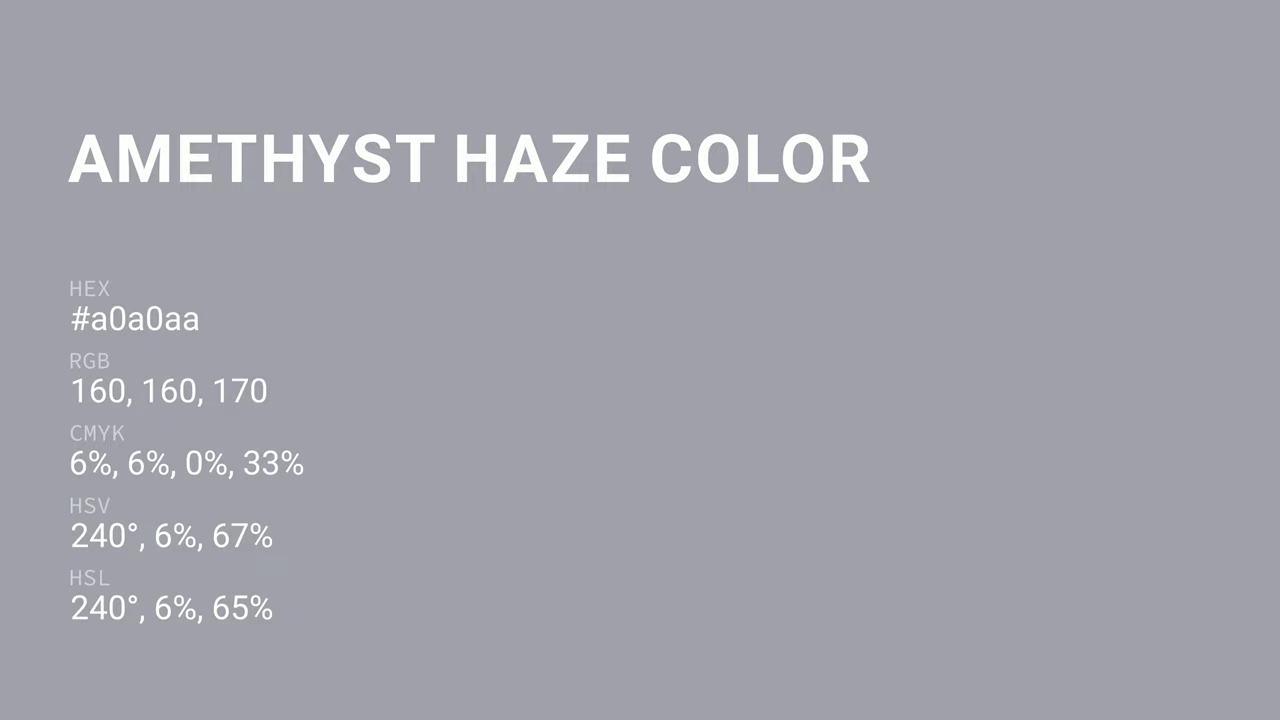 AMETHYST HAZE COLOR
HEX
#a0a0aa
RGB
160, 160, 170
CMYK
6%, 6%, 0%, 33%
HSV
240°, 6%, 67%
HSL
240°, 6%, 65%